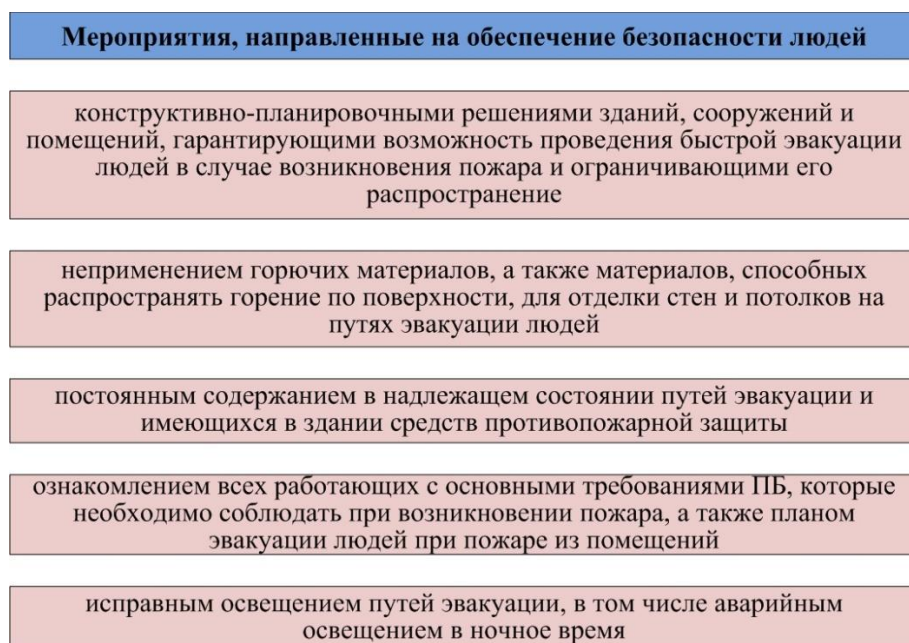 Мероприятия, направленные на обеспечение безопасности людей
конструктивно-планировочными решениями зданий, сооружений и
помещений, гарантирующими возможность проведения быстрой эвакуации
людей в случае возникновения пожара и ограничивающими его
распространение
неприменением горючих материалов, а также материалов, способных
распространять горение по поверхности, для отделки стен и потолков на
путях эвакуации людей
постоянным содержанием в надлежащем состоянии путей эвакуации и
имеющихся в здании средств противопожарной защиты
ознакомлением всех работающих с основными требованиями ПБ, которые
необходимо соблюдать при возникновении пожара, а также планом
эвакуации людей при пожаре из помещений
исправным освещением путей эвакуации, в том числе аварийным
освещением в ночное время